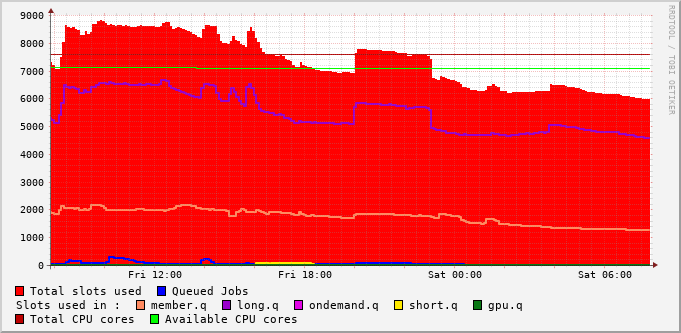 RRDTOOL / TOBI OETIKER
9000
8000
7000
6000
5000
4000
3000
2000
1000
0
Fri 12:00 Fri 18:00 Sat 00:00 Sat 06:00
Total slots used Queued Jobs
Slots used in : member.q long.q ondemand.q short.q gpu.q
Total CPU cores Available CPU cores